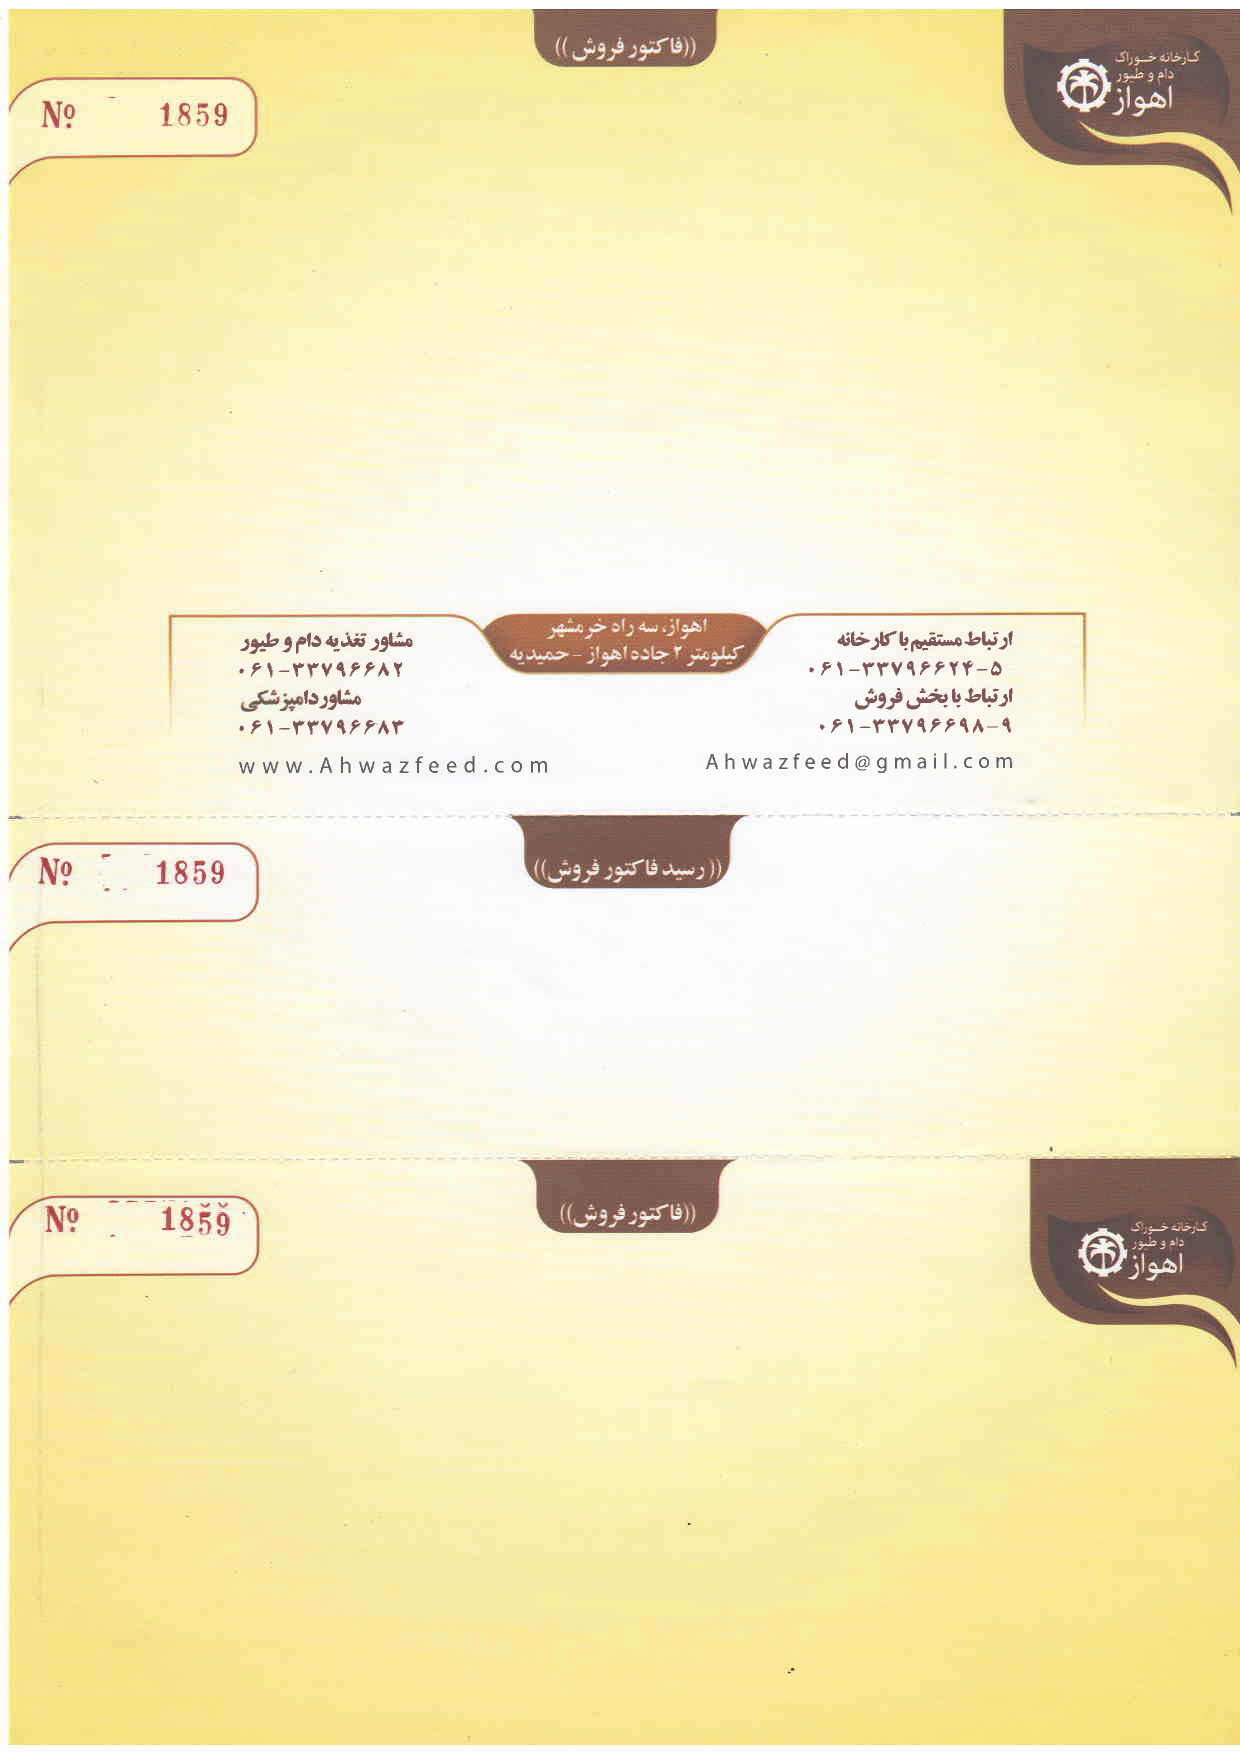 ((فاکتور فروش))
کارخانه خوراک
دام و طیور
اهواز
Nº 1859
اهواز، سه راه خرمشهر
کیلومتر ۲ جاده اهواز - حمیدیه
ارتباط مستقیم با کارخانه
۰۶۱-۳۳۷۹۶۶۲۴-۵
ارتباط با بخش فروش
۰۶۱-۳۳۷۹۶۶۹۸-۹
Ahwazfeed@gmail.com
مشاور تغذیه دام و طیور
۰۶۱-۳۳۷۹۶۶۸۲
مشاور دامپزشکی
۰۶۱-۳۳۷۹۶۶۸۳
www.Ahwazfeed.com
((رسید فاکتور فروش))
Nº 1859
((فاکتور فروش))
کارخانه خوراک
دام و طیور
اهواز
Nº 1859